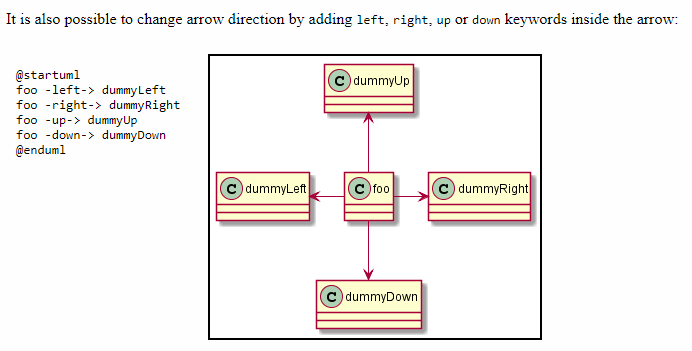 It is also possible to change arrow direction by adding left, right, up or down keywords inside the arrow:
@startuml
foo -left-> dummyLeft
foo -right-> dummyRight
foo -up-> dummyUp
foo -down-> dummyDown
@enduml
C dummyUp
C dummyLeft
C foo
C dummyRight
C dummyDown